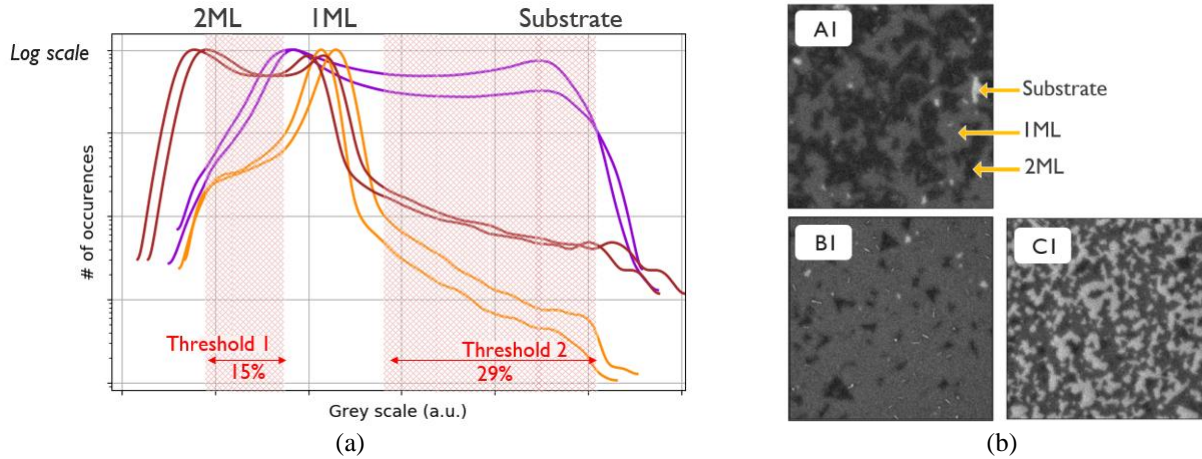 2ML 1ML Substrate
Log scale
# of occurences
Threshold 1
15%
Threshold 2
29%
Grey scale (a.u.)
(a)
A1
Substrate
1ML
2ML
B1
C1
(b)